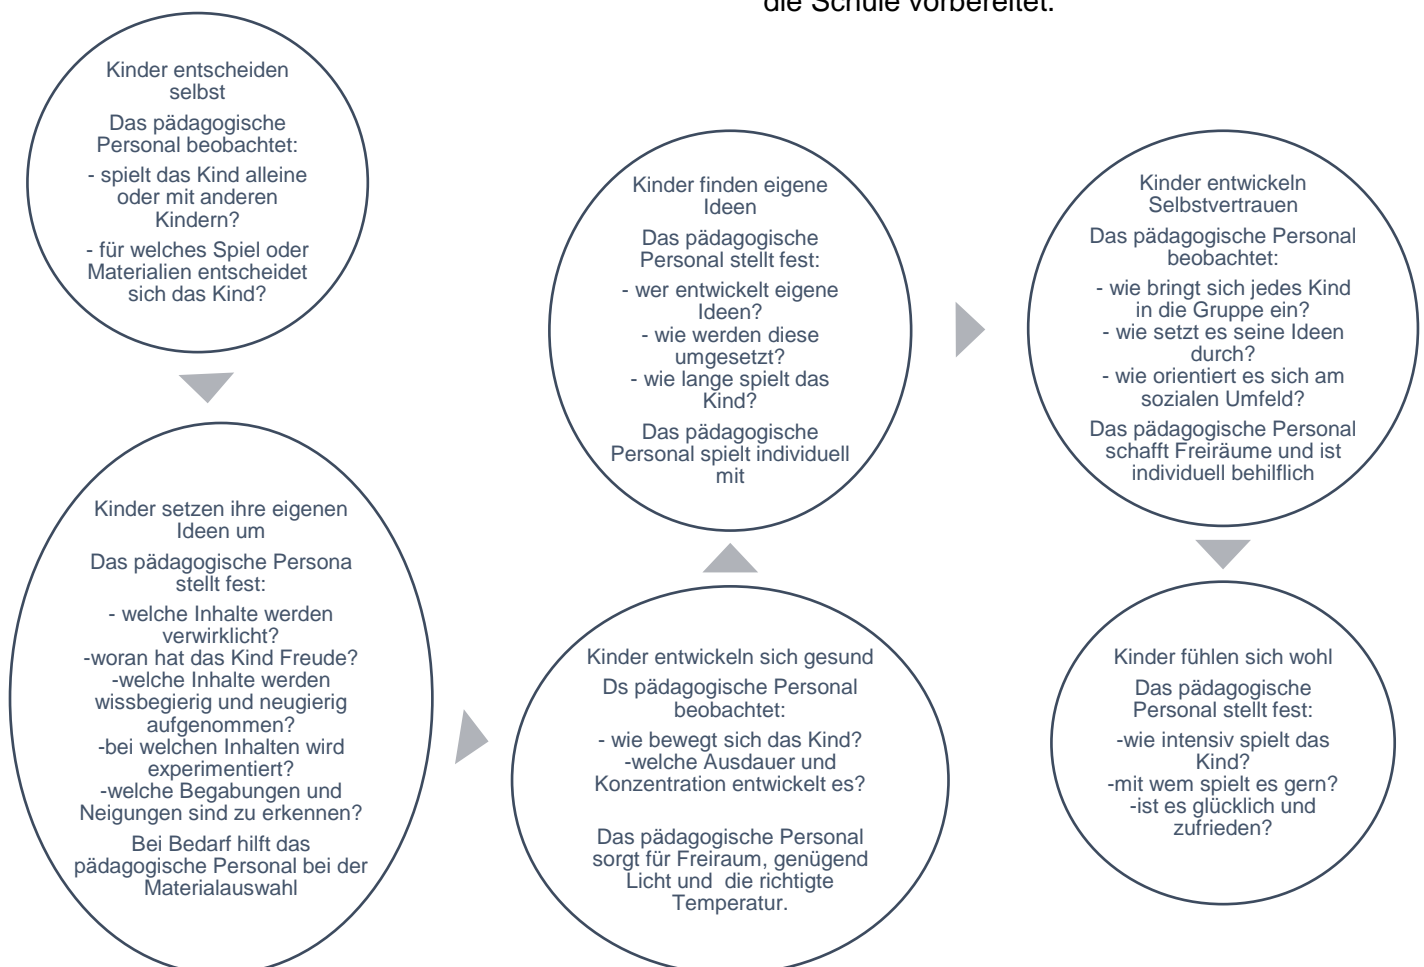 die Schule vorbereitet.
Kinder entscheiden
selbst
Das pädagogische
Personal beobachtet:
- spielt das Kind alleine
oder mit anderen
Kindern?
- für welches Spiel oder
Materialien entscheidet
sich das Kind?
Kinder setzen ihre eigenen
Ideen um
Das pädagogische Persona
stellt fest:
- welche Inhalte werden
verwirklicht?
-woran hat das Kind Freude?
-welche Inhalte werden
wissbegierig und neugierig
aufgenommen?
-bei welchen Inhalten wird
experimentiert?
-welche Begabungen und
Neigungen sind zu erkennen?
Bei Bedarf hilft das
pädagogische Personal bei der
Materialauswahl
Kinder entwickeln sich gesund
Ds pädagogische Personal
beobachtet:
- wie bewegt sich das Kind?
-welche Ausdauer und
Konzentration entwickelt es?
Das pädagogische Personal
sorgt für Freiraum, genügend
Licht und  die richtigte
Temperatur.
Kinder finden eigene
Ideen
Das pädagogische
Personal stellt fest:
- wer entwickelt eigene
Ideen?
- wie werden diese
umgesetzt?
- wie lange spielt das
Kind?
Das pädagogische
Personal spielt individuell
mit
Kinder entwickeln
Selbstvertrauen
Das pädagogische Personal
beobachtet:
- wie bringt sich jedes Kind
in die Gruppe ein?
- wie setzt es seine Ideen
durch?
- wie orientiert es sich am
sozialen Umfeld?
Das pädagogische Personal
schafft Freiräume und ist
individuell behilflich
Kinder fühlen sich wohl
Das pädagogische
Personal stellt fest:
-wie intensiv spielt das
Kind?
-mit wem spielt es gern?
-ist es glücklich und
zufrieden?